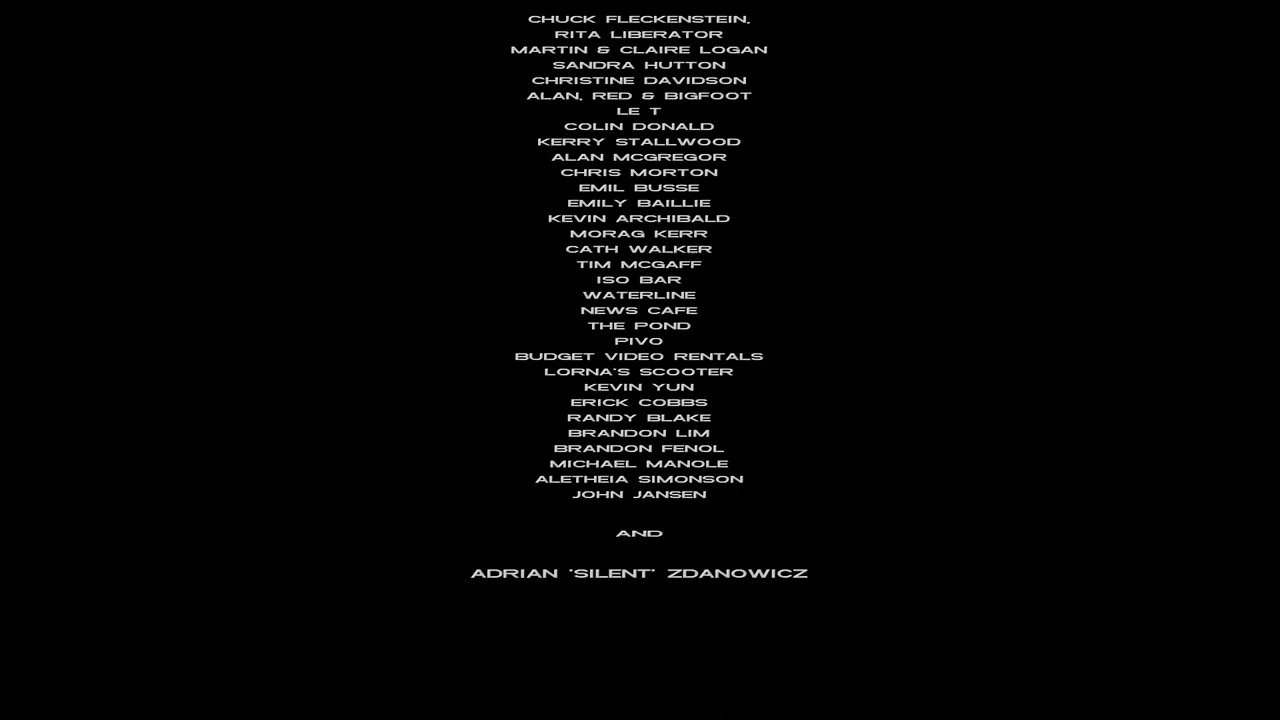 CHUCK FLECKENSTEIN,
RITA LIBERATOR
MARTIN & CLAIRE LOGAN
SANDRA HUTTON
CHRISTINE DAVIDSON
ALAN, RED & BIGFOOT
LE T
COLIN DONALD
KERRY STALLWOOD
ALAN MCGREGOR
CHRIS MORTON
EMIL BUSSE
EMILY BAILLIE
KEVIN ARCHIBALD
MORAG KERR
CATH WALKER
TIM MCGAFF
ISO BAR
WATERLINE
NEWS CAFE
THE POND
PIVO
BUDGET VIDEO RENTALS
LORNA'S SCOOTER
KEVIN YUN
ERICK COBBS
RANDY BLAKE
BRANDON LIM
BRANDON FENOL
MICHAEL MANOLE
ALETHEIA SIMONSON
JOHN JANSEN
AND
ADRIAN "SILENT" ZDANOWICZ